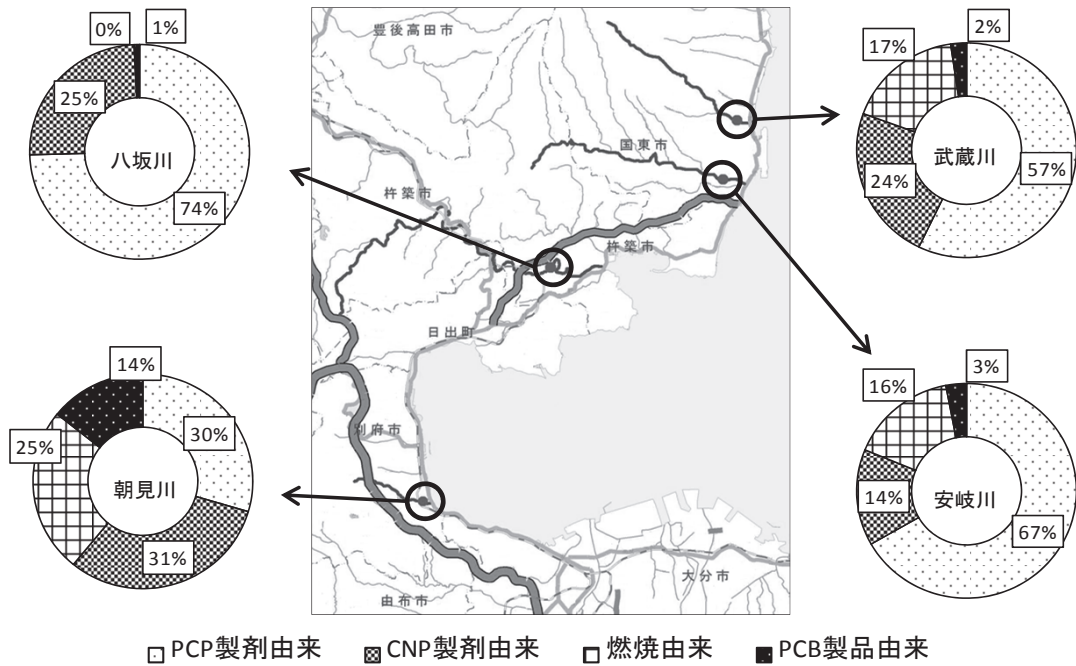 0%
1%
25%
八坂川
74%
豊後高田市
国東市
杵築市
杵築市
日出町
別府市
大分市
由布市
2%
17%
武蔵川
57%
24%
14%
30%
25%
朝見川
31%
3%
16%
14%
安岐川
67%
PCP製剤由来 CNP製剤由来 燃焼由来 PCB製品由来